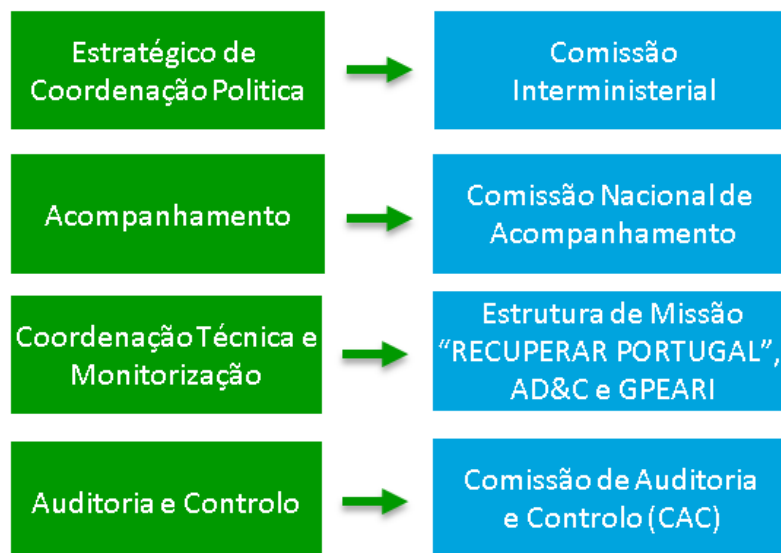 Estratégico de
Coordenação Politica
Comissão
Interministerial
Acompanhamento
Comissão Nacional de
Acompanhamento
Coordenação Técnica e
Monitorização
Estrutura de Missão
“RECUPERAR PORTUGAL”,
AD&C e GPEARI
Auditoria e Controlo
Comissão de Auditoria
e Controlo (CAC)